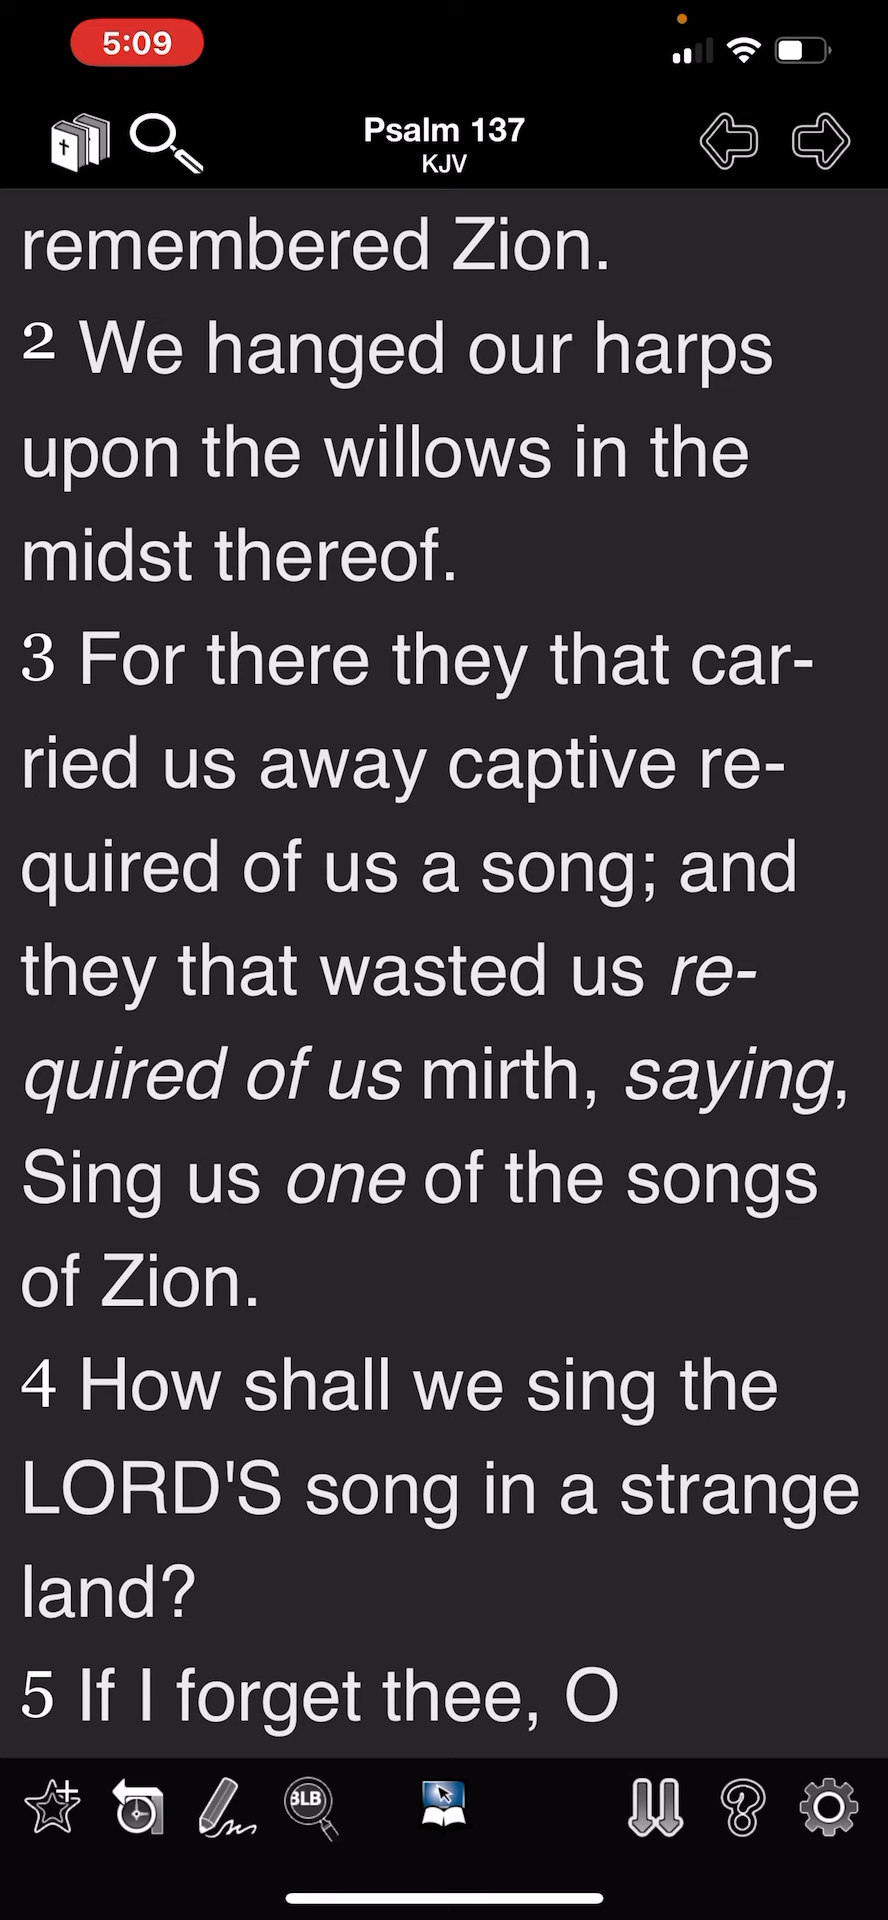 5:09
Psalm 137
KJV
remembered Zion.
2 We hanged our harps
upon the willows in the
midst thereof.
3 For there they that car-
ried us away captive re-
quired of us a song; and
they that wasted us re-
quired of us mirth, saying,
Sing us one of the songs
of Zion.
4 How shall we sing the
LORD'S song in a strange
land?
5 If I forget thee, O
BLB